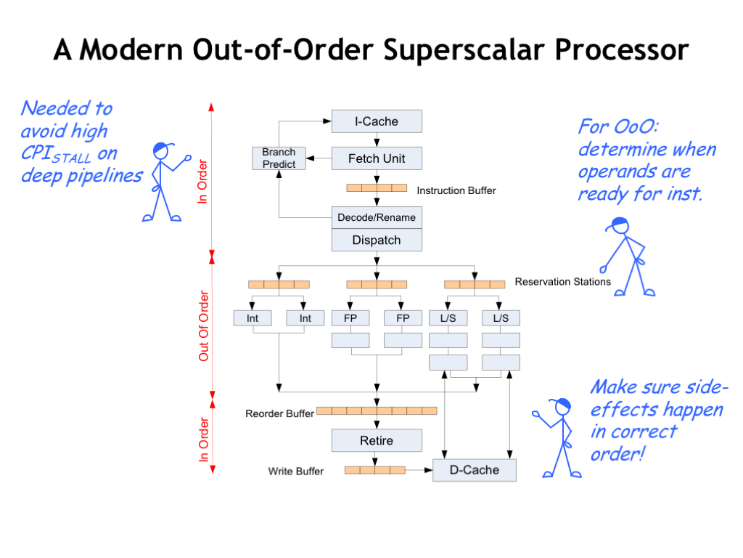 A Modern Out-of-Order Superscalar Processor
Needed to
avoid high
CPISTALL on
deep pipelines
For OoO:
determine when
operands are
ready for inst.
In Order
I-Cache
Branch
Predict
Fetch Unit
Instruction Buffer
Decode/Rename
Dispatch
Out Of Order
Reservation Stations
Int
Int
FP
FP
L/S
L/S
Make sure side-
effects happen
in correct
order!
In Order
Reorder Buffer
Retire
Write Buffer
D-Cache